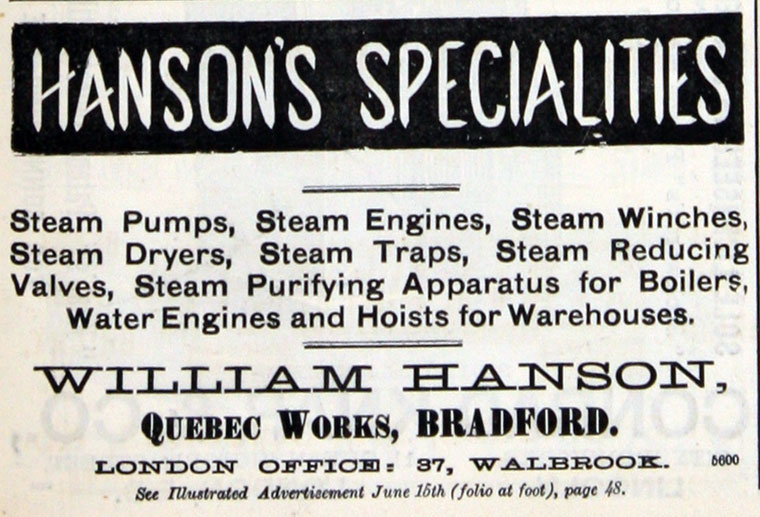 HANSON'S SPECIALITIES
Steam Pumps, Steam Engines, Steam Winches,
Steam Dryers, Steam Traps, Steam Reducing
Valves, Steam Purifying Apparatus for Boilers,
Water Engines and Hoists for Warehouses.
WILLIAM HANSON,
QUEBEC WORKS, BRADFORD.
LONDON OFFICE: 37, WALBROOK. 5600
See Illustrated Advertisement June 15th (folio at foot), page 48.